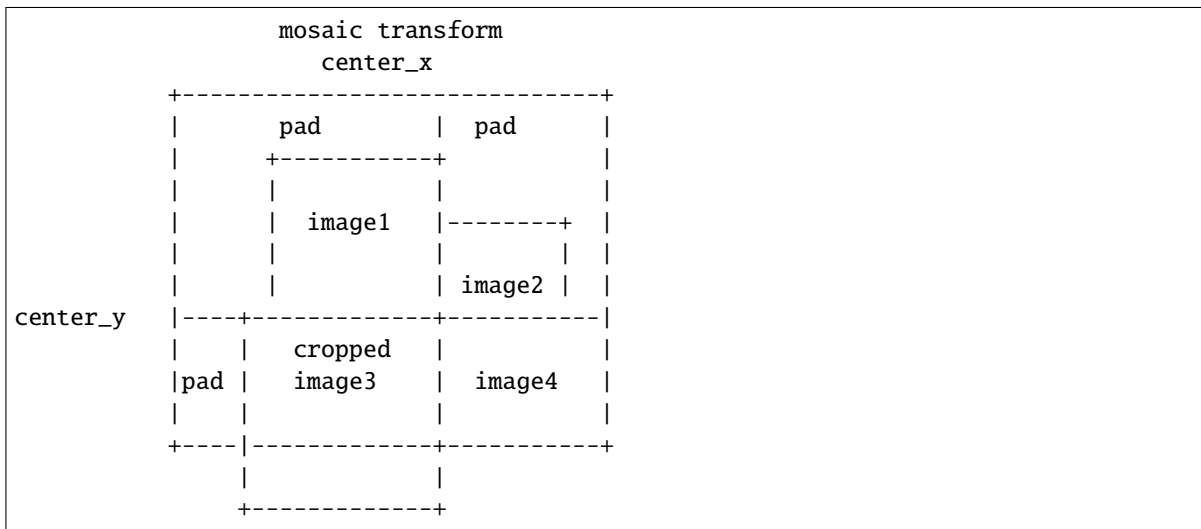 mosaic transform
center_x
+------------------------------+
| pad | pad |
| +-----------+ |
| | | |
| | image1 |--------+ |
| | | | |
| | | image2 | |
center_y |----+-------------+-----------|
| | cropped | |
|pad | image3 | image4 |
| | | |
+----|-------------+-----------+
| |
+-------------+